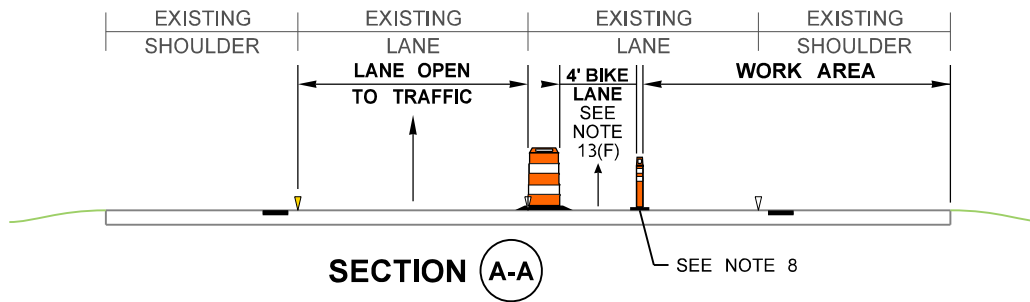 EXISTING EXISTING EXISTING EXISTING
SHOULDER LANE LANE SHOULDER
LANE OPEN
TO TRAFFIC
4' BIKE
LANE
SEE
NOTE
13(F)
WORK AREA
SECTION A-A
SEE NOTE 8